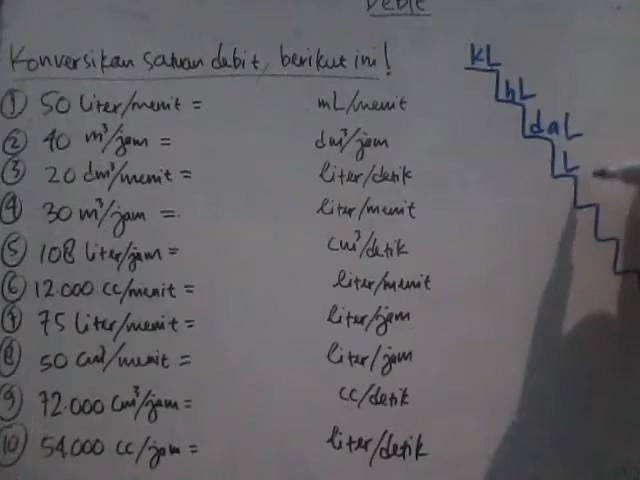 Debit
Konversikan satuan debit, berikut ini!
① 50 liter/menit = mL/menit
② 40 m³/jam = dm³/jam
③ 20 dm³/menit = liter/detik
④ 30 m³/jam = liter/menit
⑤ 108 liter/jam = cm³/detik
⑥ 12.000 cc/menit = liter/menit
⑦ 75 liter/menit = liter/jam
⑧ 50 cm³/menit = liter/jam
⑨ 72.000 cm³/jam = cc/detik
⑩ 54.000 cc/jam = liter/detik
kL
hL
daL
L